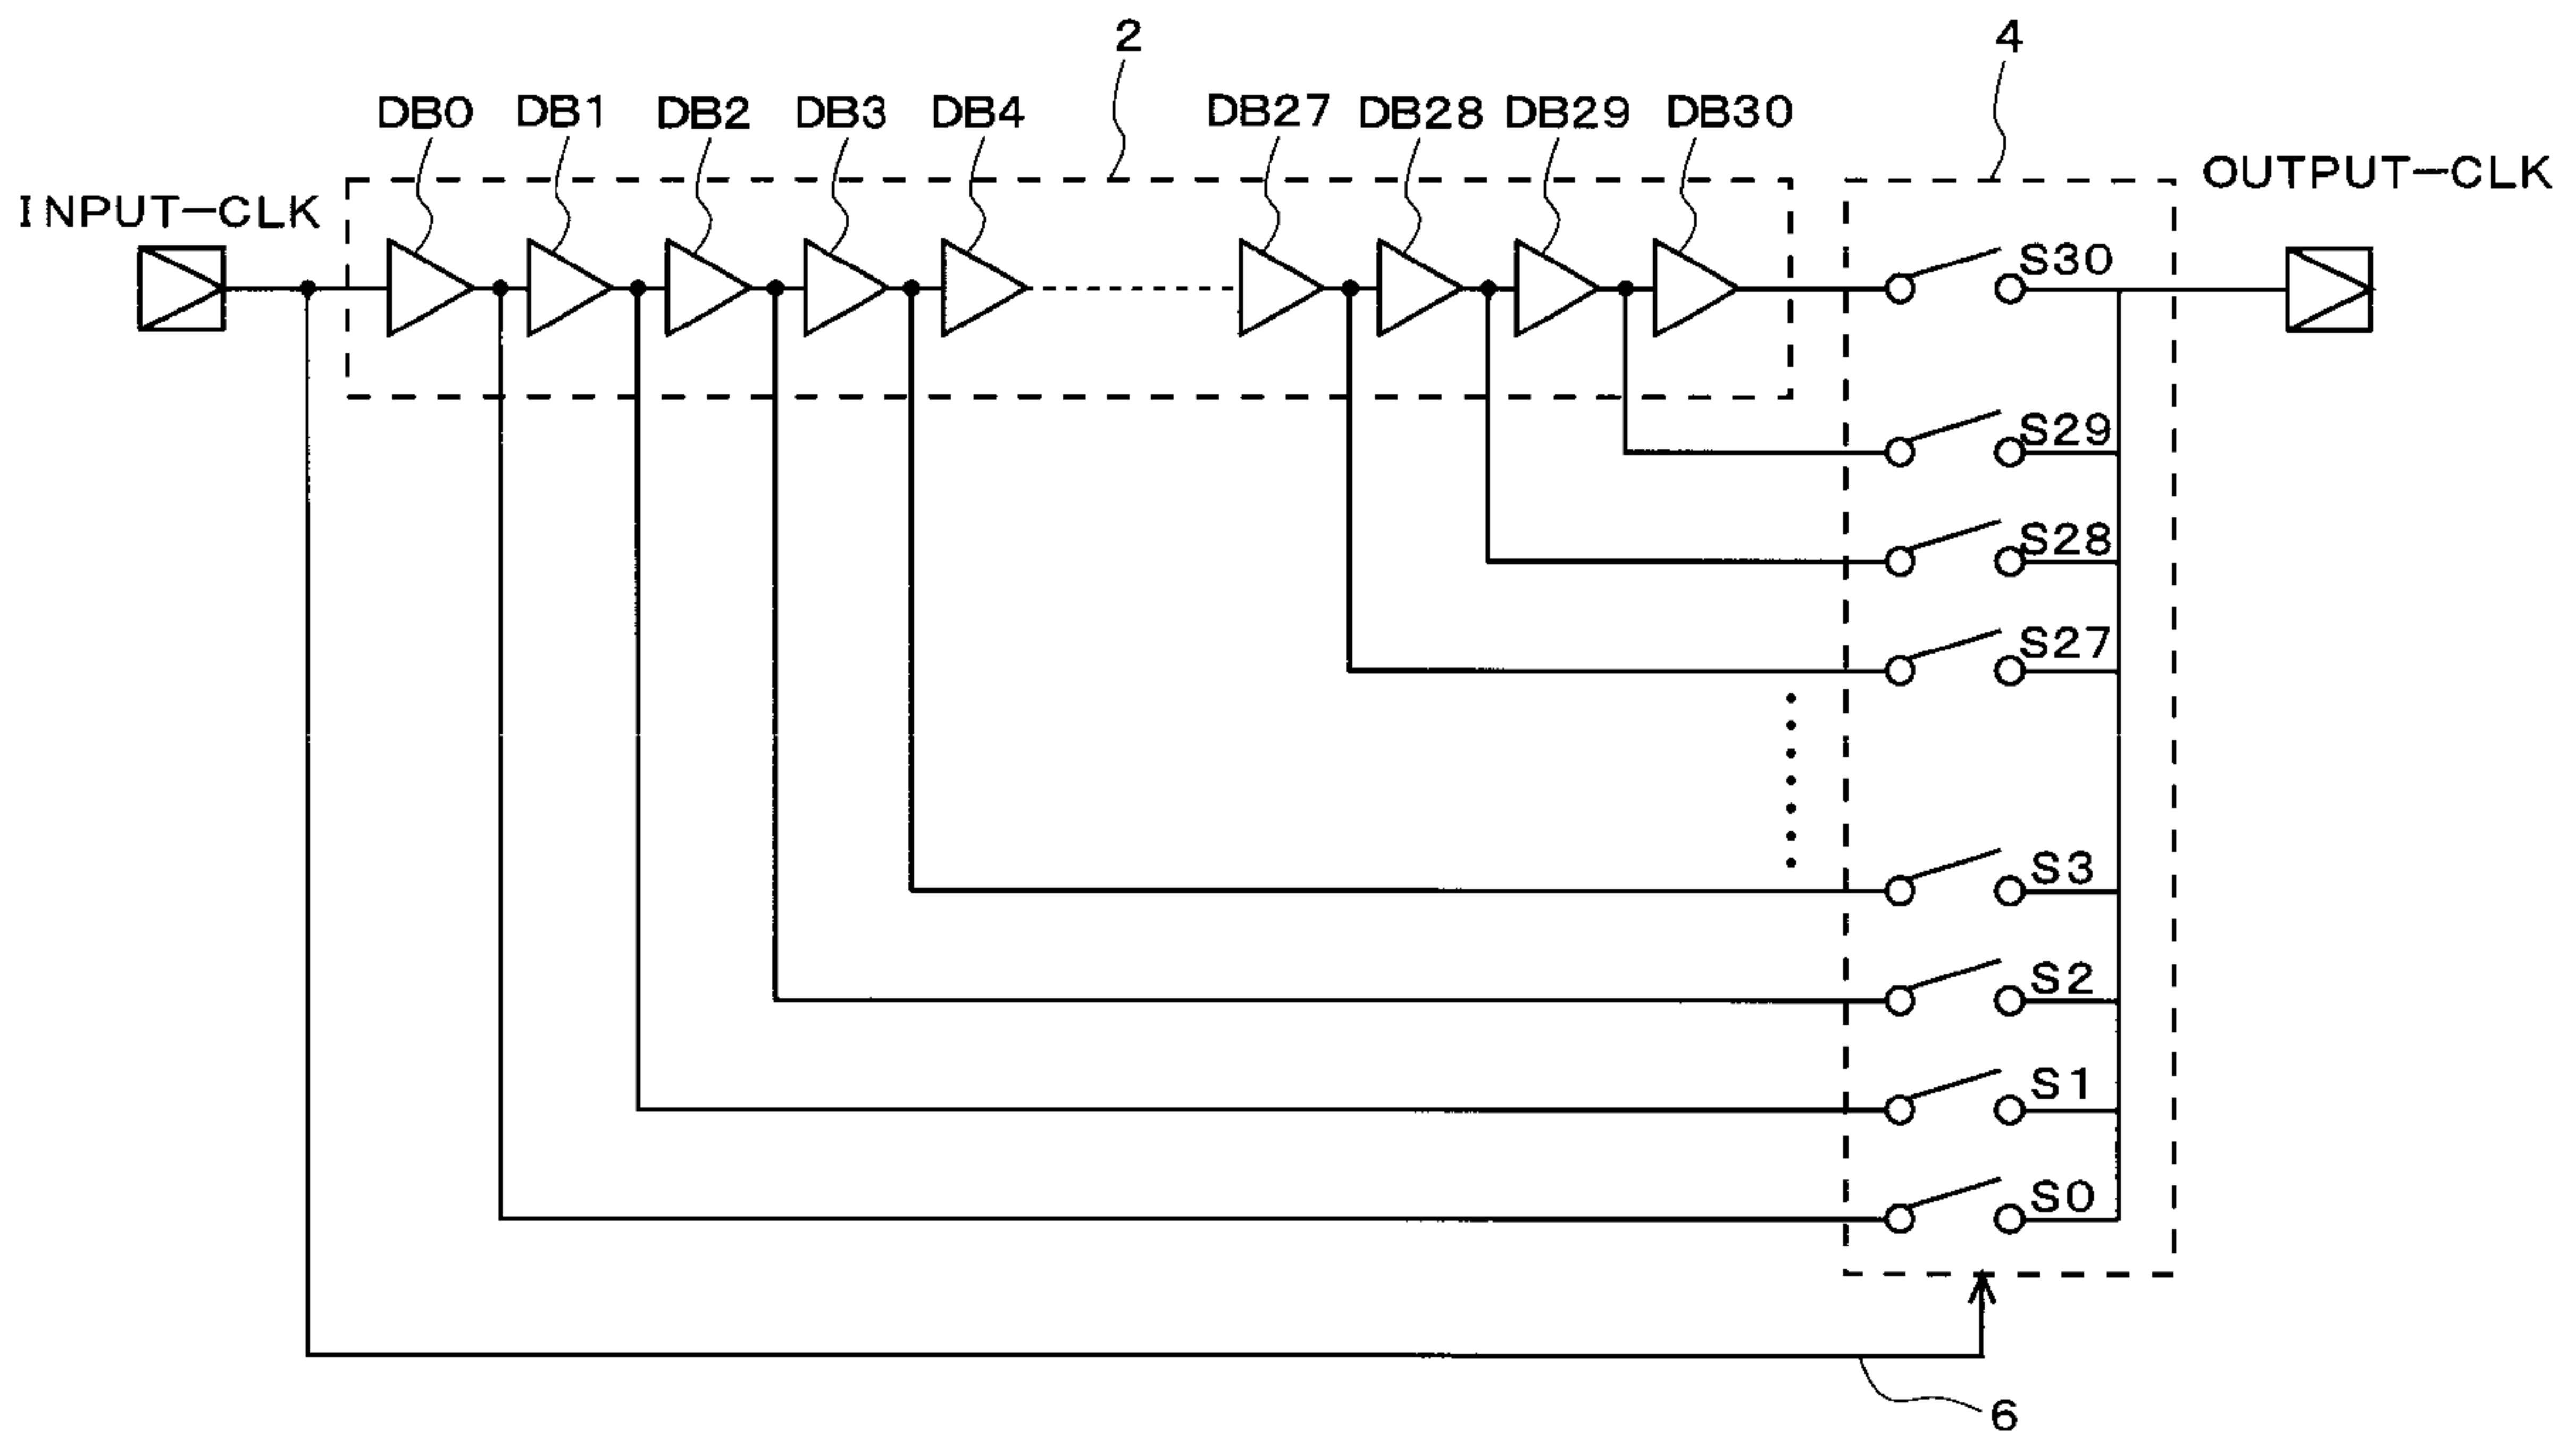 2
4
DB0 DB1 DB2 DB3 DB4 DB27 DB28 DB29 DB30
INPUT-CLK
OUTPUT-CLK
S30
S29
S28
S27
S3
S2
S1
S0
6